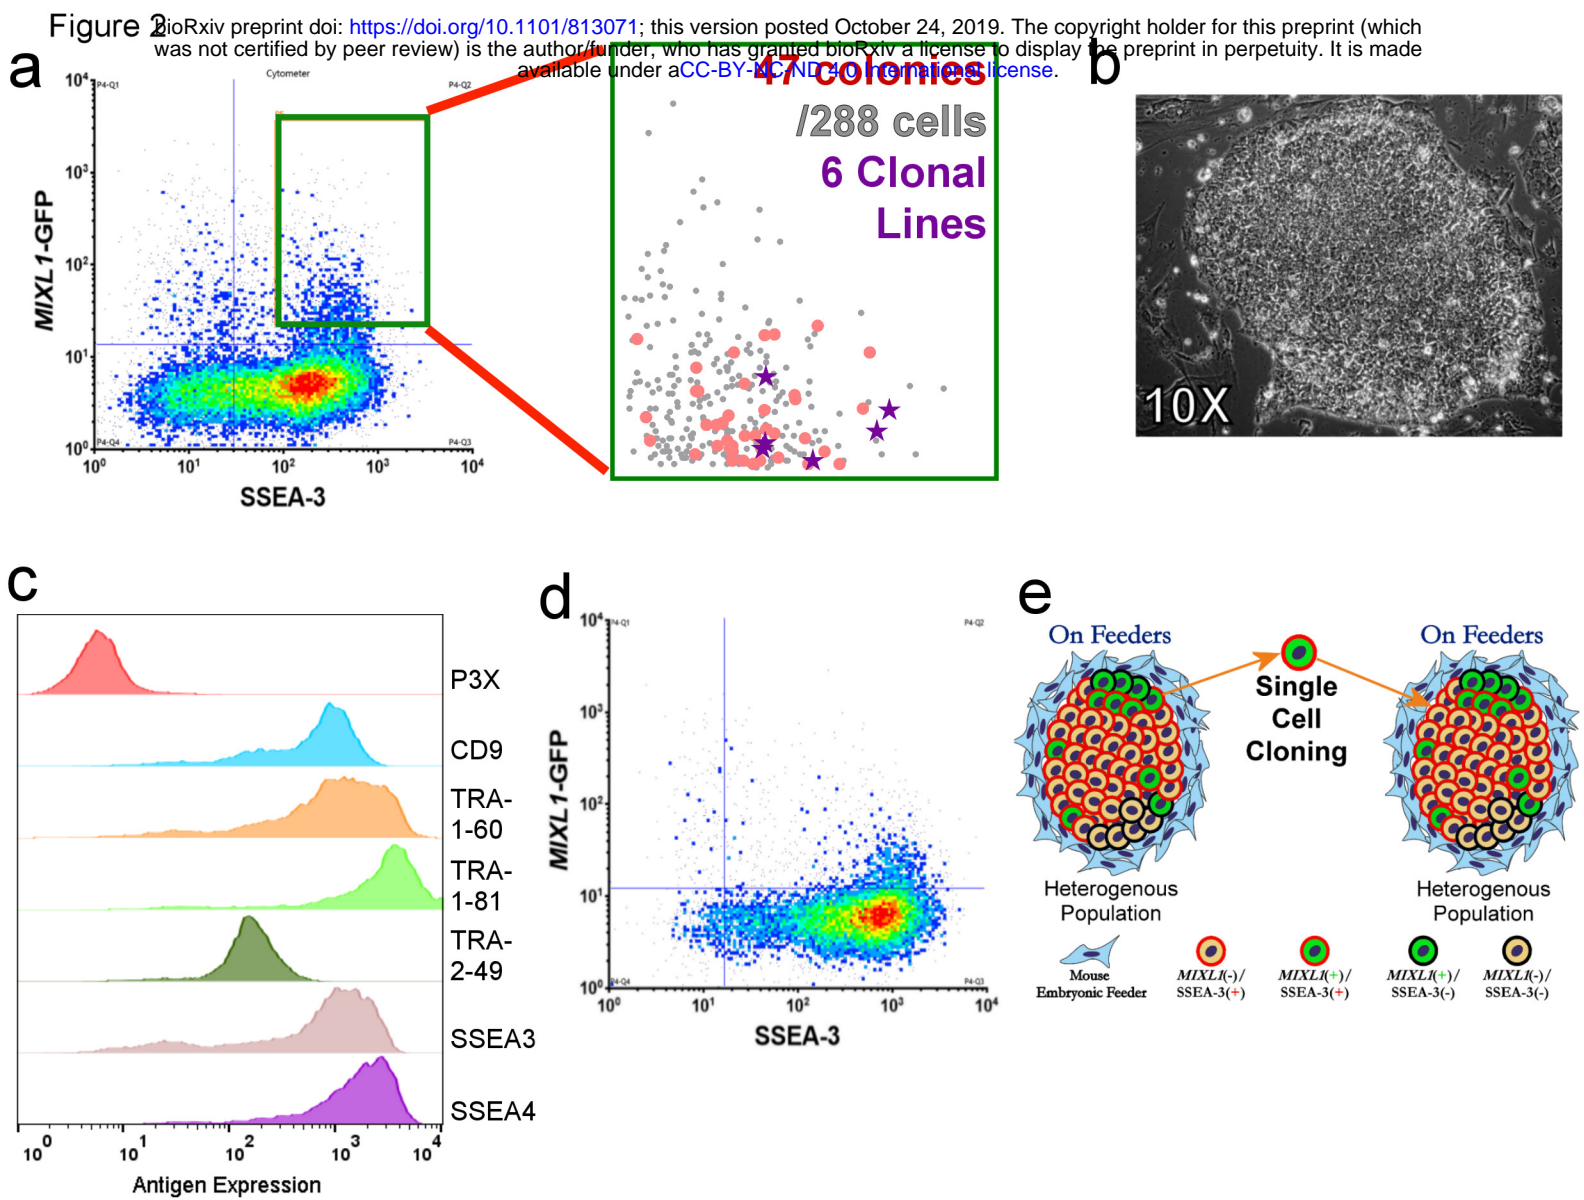 Figure 2
bioRxiv preprint doi: https://doi.org/10.1101/813071; this version posted October 24, 2019. The copyright holder for this preprint (which
was not certified by peer review) is the author/funder, who has granted bioRxiv a license to display the preprint in perpetuity. It is made
available under aCC-BY-NC-ND 4.0 International license.
a
Cytometer
P4-Q1
P4-Q2
P4-Q4
P4-Q3
10⁴
10³
10²
10¹
10⁰
MIXL1-GFP
10⁰ 10¹ 10² 10³ 10⁴
SSEA-3
47 colonies
/288 cells
6 Clonal
Lines
b
10X
c
P3X
CD9
TRA-
1-60
TRA-
1-81
TRA-
2-49
SSEA3
SSEA4
10⁰ 10¹ 10² 10³ 10⁴
Antigen Expression
d
P4-Q1
P4-Q2
P4-Q4
P4-Q3
10⁴
10³
10²
10¹
10⁰
MIXL1-GFP
10⁰ 10¹ 10² 10³ 10⁴
SSEA-3
e
On Feeders
Single
Cell
Cloning
On Feeders
Heterogenous
Population
Heterogenous
Population
Mouse
Embryonic Feeder
MIXL1(-)/
SSEA-3(+)
MIXL1(+)/
SSEA-3(+)
MIXL1(+)/
SSEA-3(-)
MIXL1(-)/
SSEA-3(-)